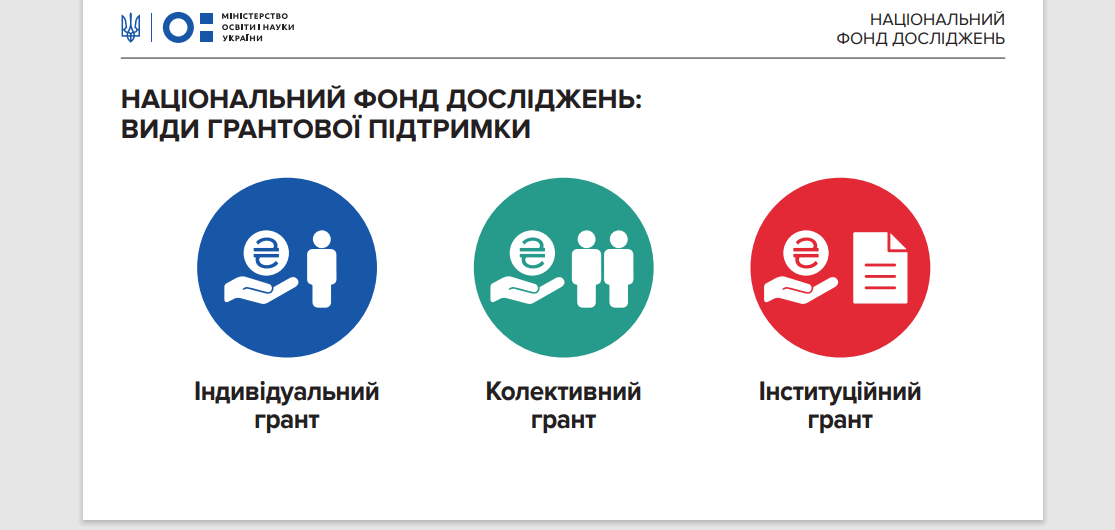 МІНІСТЕРСТВО
ОСВІТИ І НАУКИ
УКРАЇНИ
НАЦІОНАЛЬНИЙ
ФОНД ДОСЛІДЖЕНЬ
НАЦІОНАЛЬНИЙ ФОНД ДОСЛІДЖЕНЬ:
ВИДИ ГРАНТОВОЇ ПІДТРИМКИ
₴
₴
₴
Індивідуальний
грант
Колективний
грант
Інституційний
грант